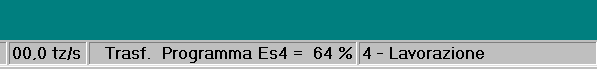 00,0 tz/s Trasf. Programma Es4 = 64 % 4 - Lavorazione